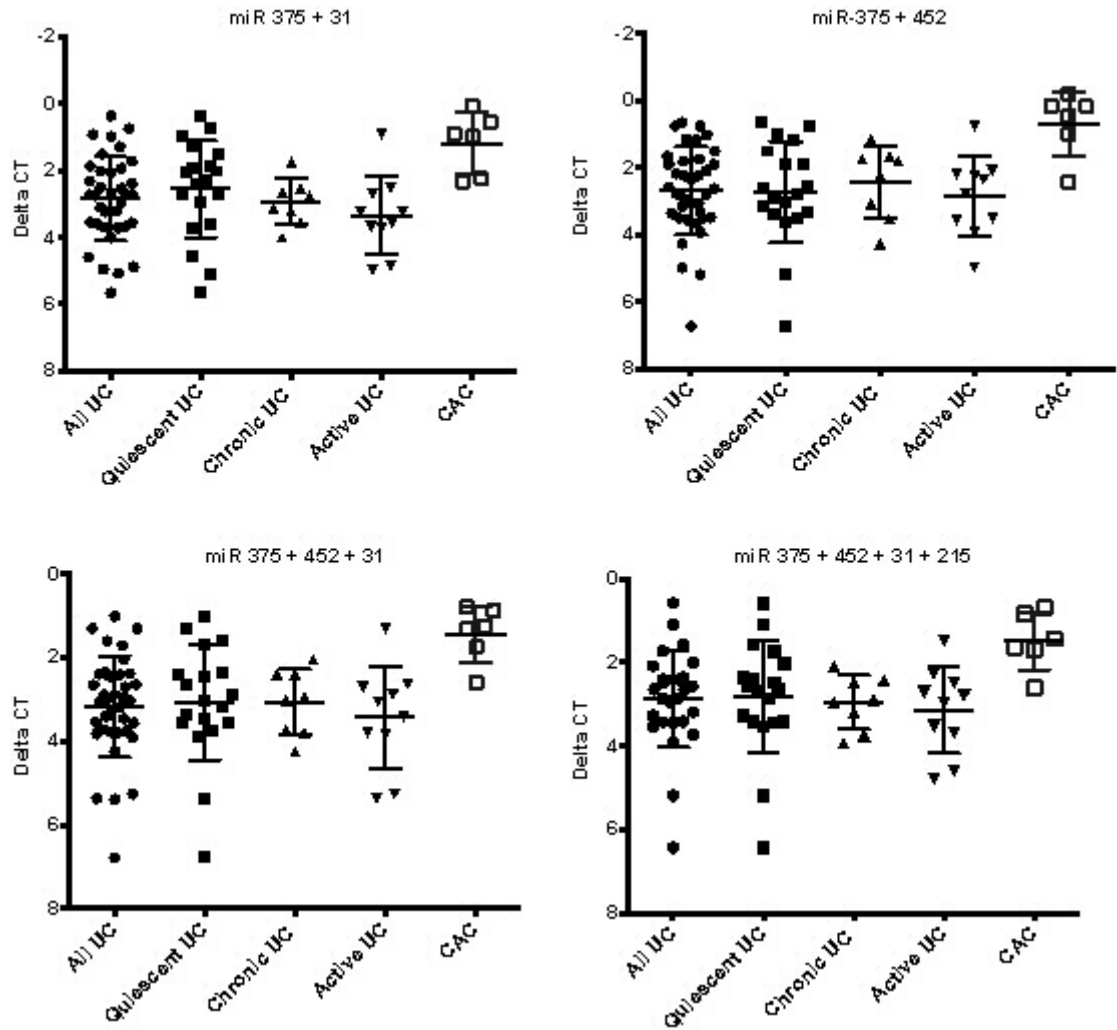 miR 375 + 31
-2
0
2
4
6
8
Delta CT
All UC
Quiescent UC
Chronic UC
Active UC
CAC
miR-375 + 452
-2
0
2
4
6
8
Delta CT
All UC
Quiescent UC
Chronic UC
Active UC
CAC
miR 375 + 452 + 31
0
2
4
6
8
Delta CT
All UC
Quiescent UC
Chronic UC
Active UC
CAC
miR 375 + 452 + 31 + 215
0
2
4
6
8
Delta CT
All UC
Quiescent UC
Chronic UC
Active UC
CAC